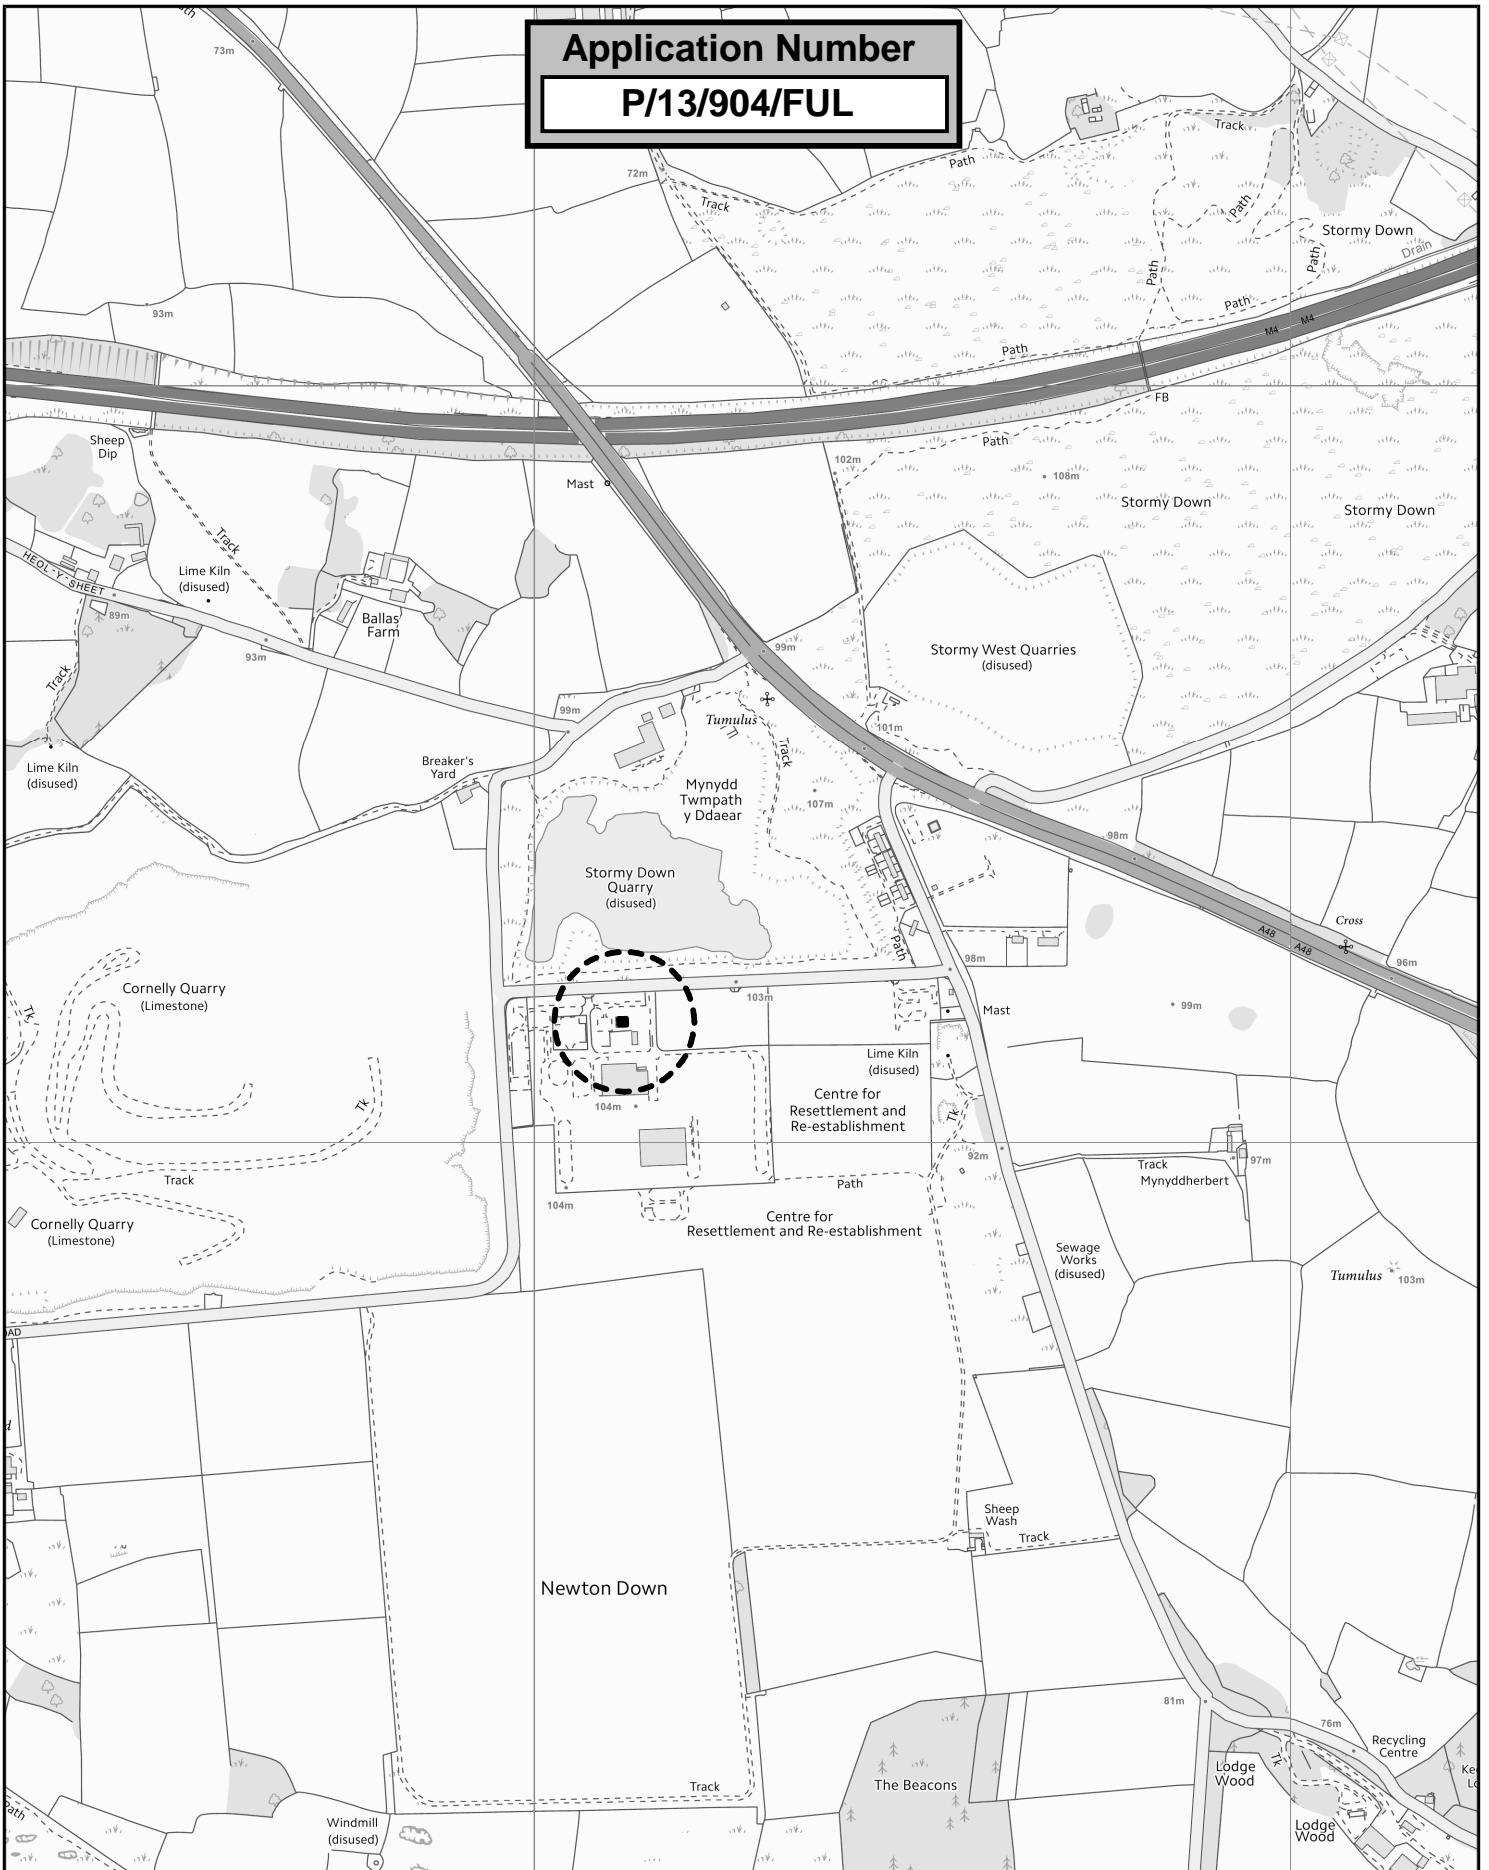 Application Number
P/13/904/FUL
73m
72m
Track
Path
Track
Path
Path
Path
Stormy Down
Drain
Path
M4
M4
Path
93m
FB
Path
Sheep
Dip
102m
108m
Mast
Stormy Down
Stormy Down
Track
HEOL-Y-SHEET
Lime Kiln
(disused)
89m
Ballas
Farm
93m
99m
Stormy West Quarries
(disused)
Track
99m
Tumulus
101m
Track
Lime Kiln
(disused)
Breaker's
Yard
Mynydd
Twmpath
y Ddaear
107m
98m
Stormy Down
Quarry
(disused)
Cross
A48
A48
Path
98m
96m
Cornelly Quarry
(Limestone)
Tk
103m
Mast
99m
Lime Kiln
(disused)
Tk
104m
Centre for
Resettlement and
Re-establishment
Tk
92m
97m
Track
Mynyddherbert
Track
Path
104m
Cornelly Quarry
(Limestone)
Centre for
Resettlement and Re-establishment
Sewage
Works
(disused)
Tumulus
103m
OAD
d
Sheep
Wash
Track
Newton Down
81m
76m
Recycling
Centre
Track
The Beacons
Lodge
Wood
Tk
Path
Windmill
(disused)
Lodge
Wood